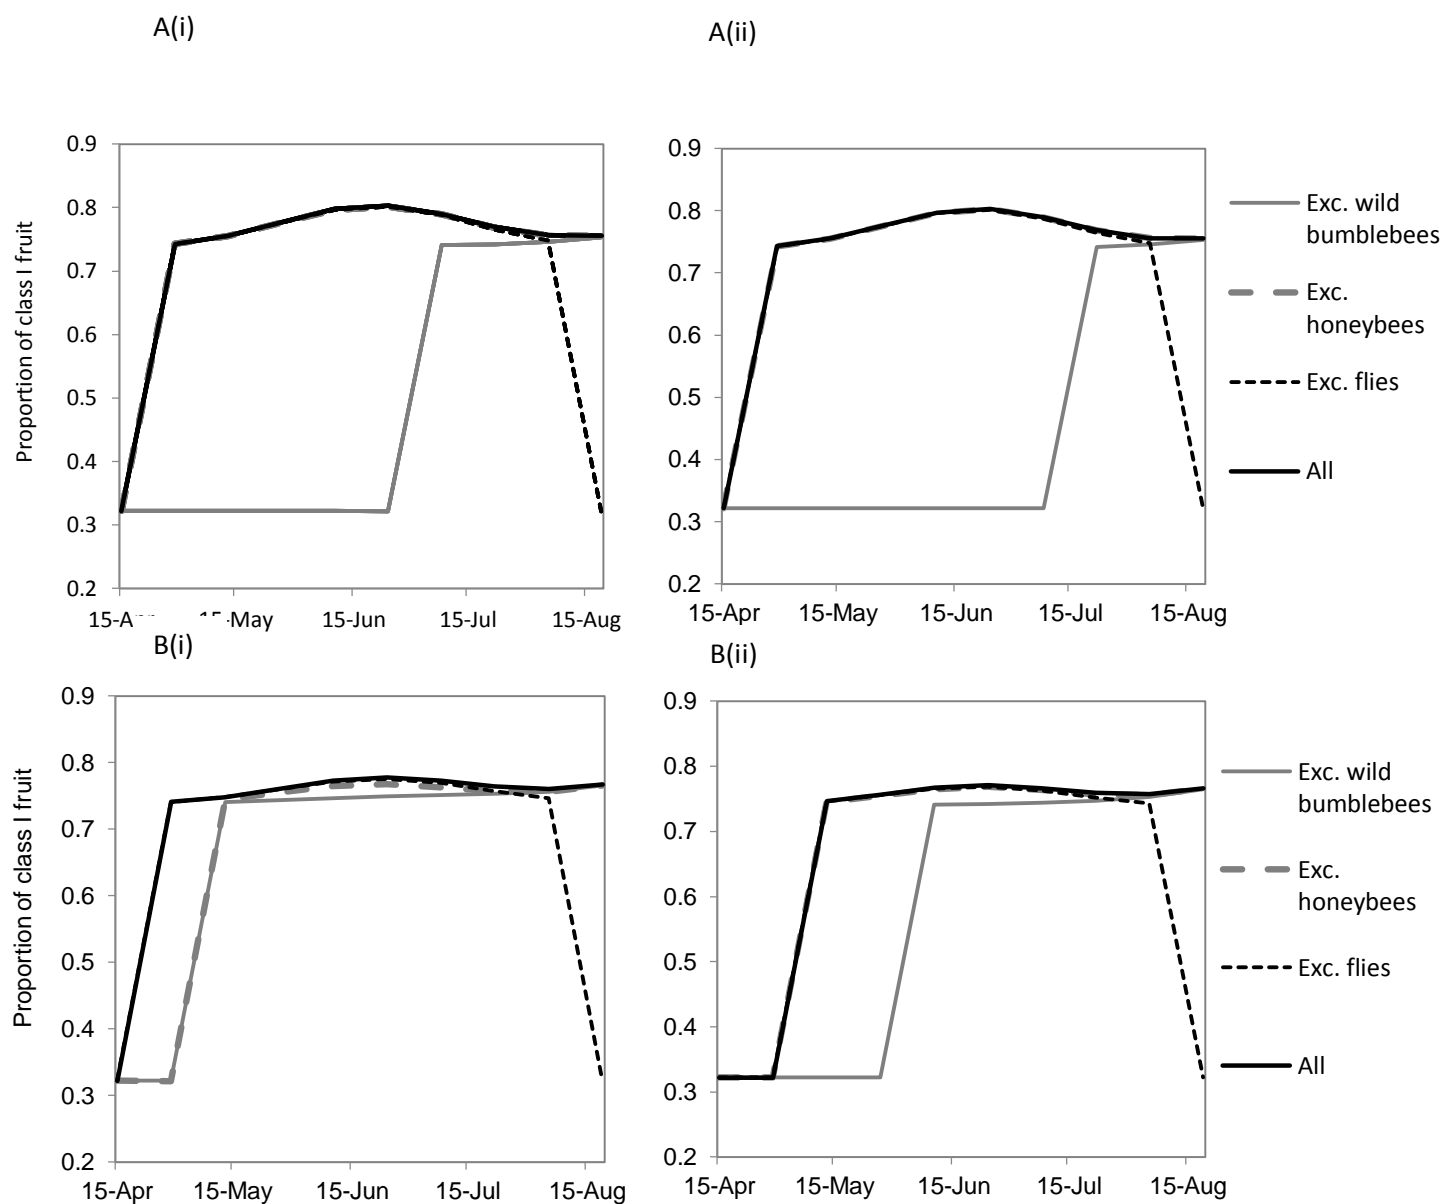 A(i)
A(ii)
Proportion of class I fruit
0.9
0.8
0.7
0.6
0.5
0.4
0.3
0.2
15-May
15-Jun
15-Jul
15-Aug
0.9
0.8
0.7
0.6
0.5
0.4
0.3
0.2
15-Apr
15-May
15-Jun
15-Jul
15-Aug
Exc. wild
bumblebees
Exc.
honeybees
Exc. flies
All
B(i)
B(ii)
Proportion of class I fruit
0.9
0.8
0.7
0.6
0.5
0.4
0.3
0.2
15-Apr
15-May
15-Jun
15-Jul
15-Aug
0.9
0.8
0.7
0.6
0.5
0.4
0.3
0.2
15-Apr
15-May
15-Jun
15-Jul
15-Aug
Exc. wild
bumblebees
Exc.
honeybees
Exc. flies
All